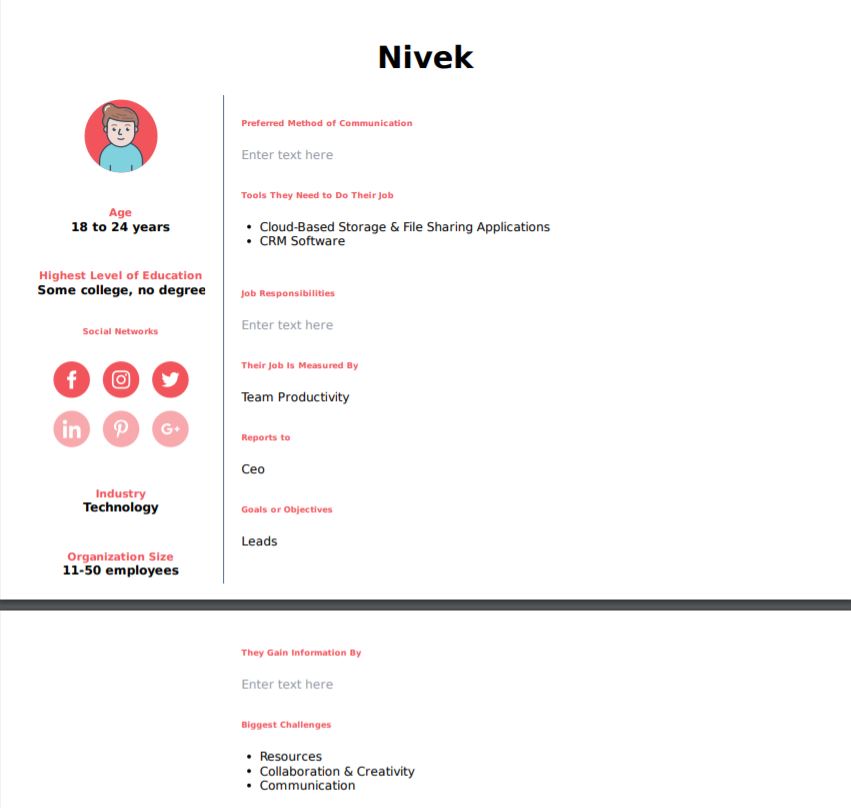 Nivek
Age
18 to 24 years
Highest Level of Education
Some college, no degree
Social Networks
f
in
G+
Industry
Technology
Organization Size
11-50 employees
Preferred Method of Communication
Enter text here
Tools They Need to Do Their Job
• Cloud-Based Storage & File Sharing Applications
• CRM Software
Job Responsibilities
Enter text here
Their Job Is Measured By
Team Productivity
Reports to
Ceo
Goals or Objectives
Leads
They Gain Information By
Enter text here
Biggest Challenges
• Resources
• Collaboration & Creativity
• Communication